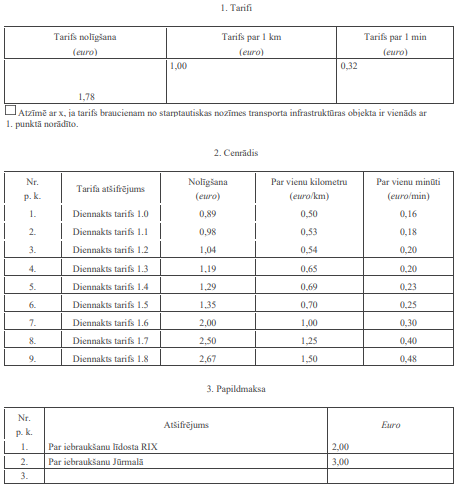 1. Tarifi
Tarifs nolīgšana Tarifs par 1 km Tarifs par 1 min
(euro) (euro) (euro)
1,00 0,32
1,78
Atzīmē ar x, ja tarifs braucienam no starptautiskas nozīmes transporta infrastruktūras objekta ir vienāds ar
1. punktā norādīto.
2. Cenrādis
Nr. Nolīgšana Par vienu kilometru Par vienu minūti
p. k. Tarifa atšifrējums (euro) (euro/km) (euro/min)
1. Diennakts tarifs 1.0 0,89 0,50 0,16
2. Diennakts tarifs 1.1 0,98 0,53 0,18
3. Diennakts tarifs 1.2 1,04 0,54 0,20
4. Diennakts tarifs 1.3 1,19 0,65 0,20
5. Diennakts tarifs 1.4 1,29 0,69 0,23
6. Diennakts tarifs 1.5 1,35 0,70 0,25
7. Diennakts tarifs 1.6 2,00 1,00 0,30
8. Diennakts tarifs 1.7 2,50 1,25 0,40
9. Diennakts tarifs 1.8 2,67 1,50 0,48
3. Papildmaksa
Nr.
p. k. Atšifrējums Euro
1. Par iebraukšanu līdosta RIX 2,00
2. Par iebraukšanu Jūrmalā 3,00
3.